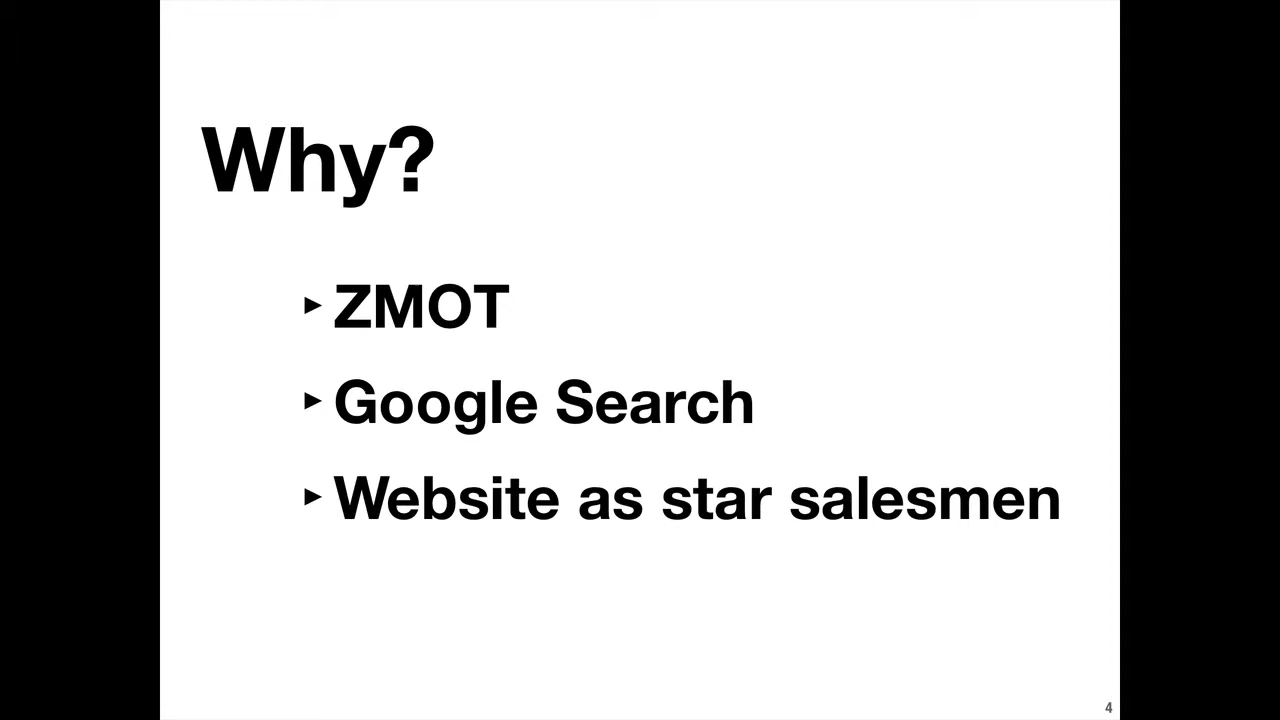 Why?
‣ ZMOT
‣ Google Search
‣ Website as star salesmen
4